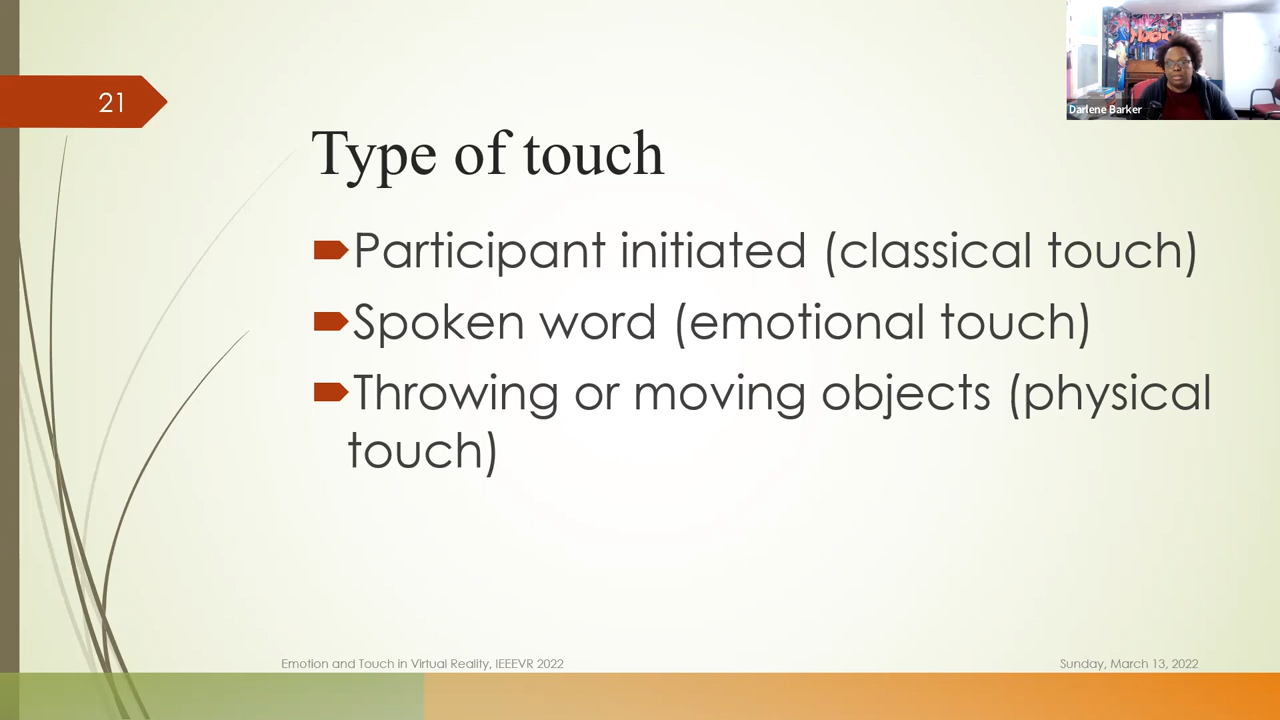 21
Darlene Barker
Type of touch
Participant initiated (classical touch)
Spoken word (emotional touch)
Throwing or moving objects (physical
touch)
Emotion and Touch in Virtual Reality, IEEEVR 2022
Sunday, March 13, 2022